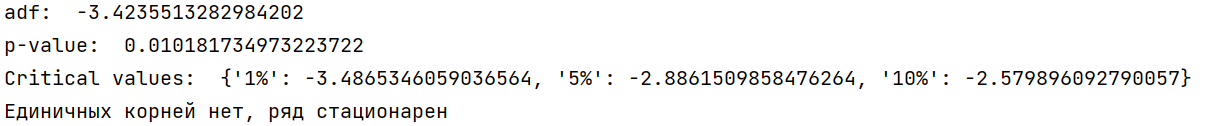 adf:  -3.4235513282984202
p-value:  0.010181734973223722
Critical values:  {'1%': -3.4865346059036564, '5%': -2.8861509858476264, '10%': -2.579896092790057}
Единичных корней нет, ряд стационарен